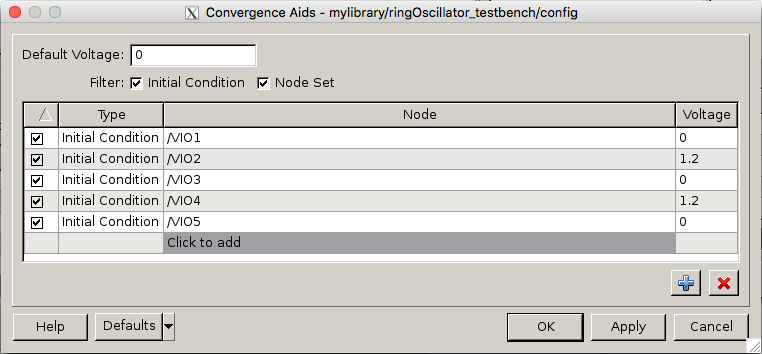 Convergence Aids - mylibrary/ringOscillator_testbench/config
Default Voltage: 0
Filter: Initial Condition Node Set
Type Node Voltage
Initial Condition /VIO1 0
Initial Condition /VIO2 1.2
Initial Condition /VIO3 0
Initial Condition /VIO4 1.2
Initial Condition /VIO5 0
Click to add
Help Defaults OK Apply Cancel